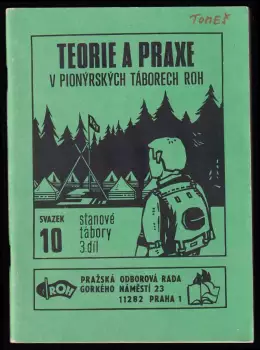 TOMEŠ
TEORIE A PRAXE
V PIONÝRSKÝCH TÁBORECH ROH
SVAZEK
10
stanové
tábory
3. díl
ROH
PRAŽSKÁ ODBOROVÁ RADA
GORKÉHO NÁMĚSTÍ 23
11282 PRAHA 1